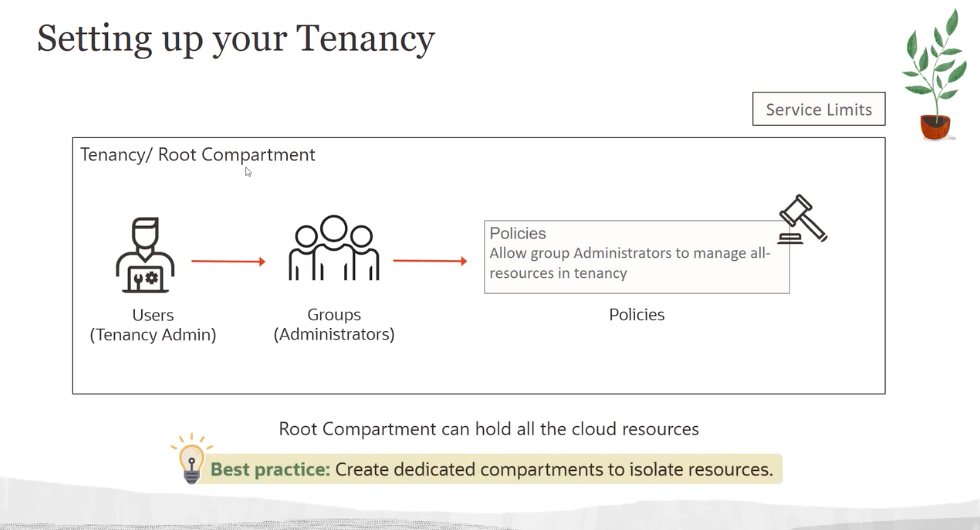 Setting up your Tenancy
Service Limits
Tenancy/ Root Compartment
Policies
Allow group Administrators to manage all-
resources in tenancy
Users
(Tenancy Admin)
Groups
(Administrators)
Policies
Root Compartment can hold all the cloud resources
Best practice: Create dedicated compartments to isolate resources.